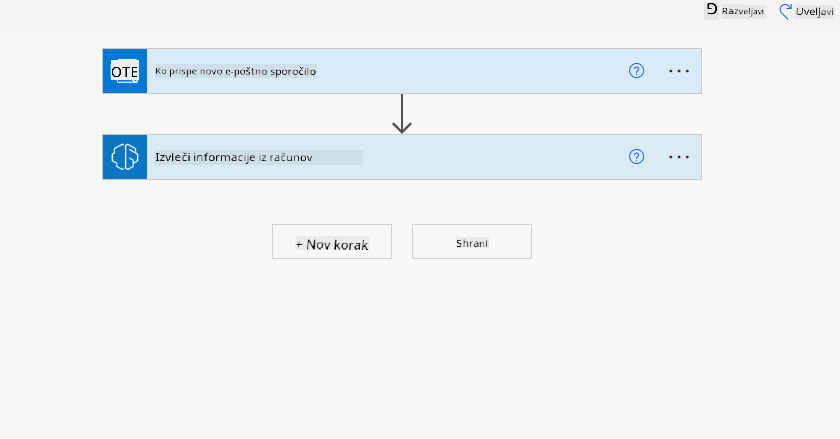 Razveljavi Uveljavi
OTE Ko prispe novo e-poštno sporočilo
Izvleči informacije iz računov
+ Nov korak Shrani